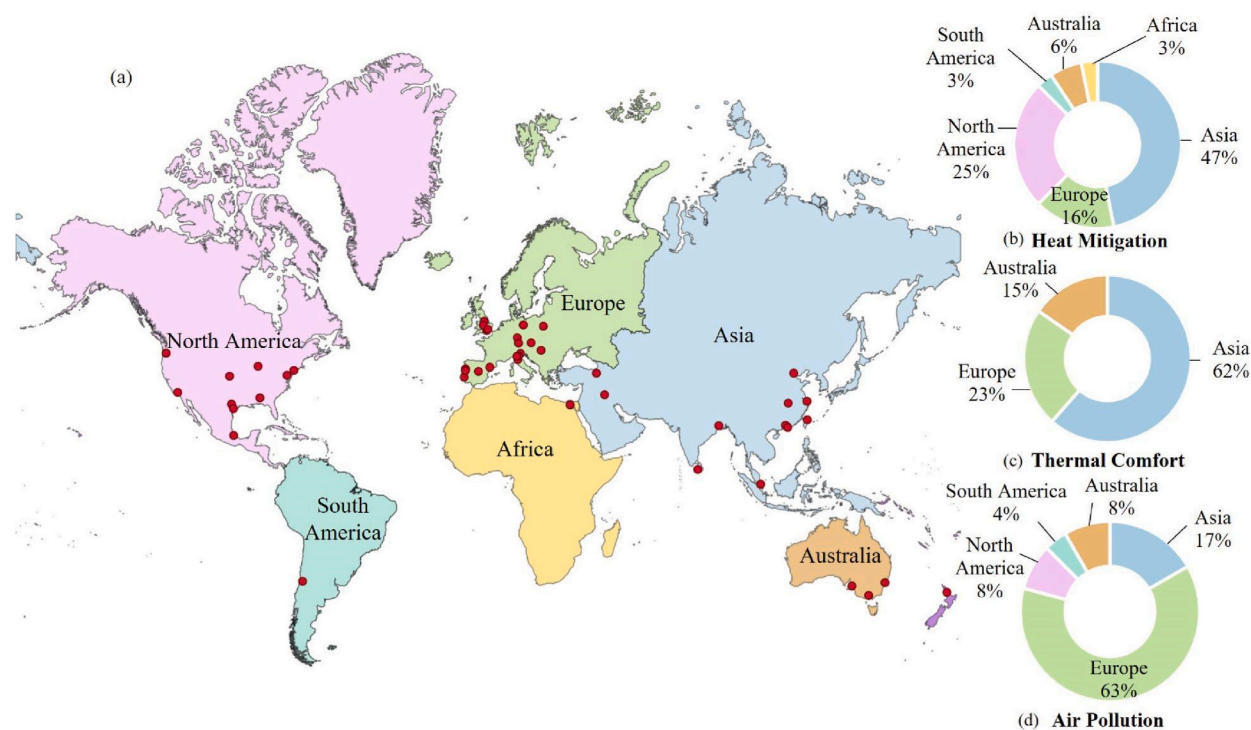 (a)
North America
South
America
Europe
Africa
Asia
Australia
South
America
3%
Australia
6%
Africa
3%
North
America
25%
Asia
47%
Europe
16%
(b) Heat Mitigation
Australia
15%
Europe
23%
Asia
62%
(c) Thermal Comfort
South America
4%
Australia
8%
Asia
17%
North
America
8%
Europe
63%
(d) Air Pollution